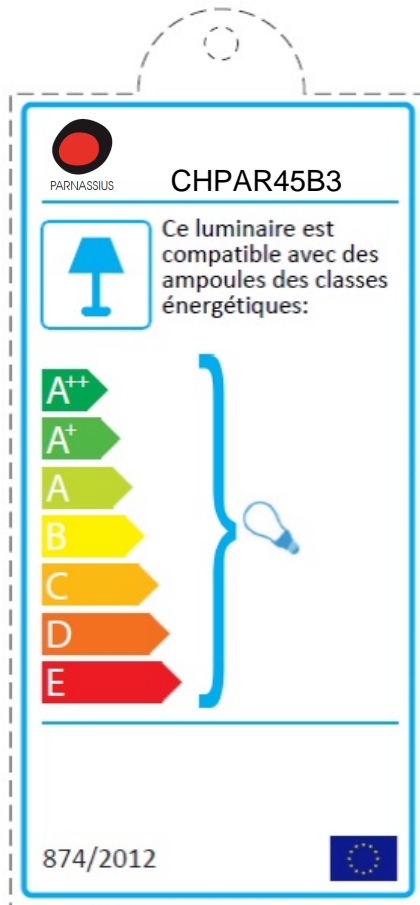 PARNASSIUS
CHPAR45B3
Ce luminaire est
compatible avec des
ampoules des classes
énergétiques:
A++
A+
A
B
C
D
E
874/2012